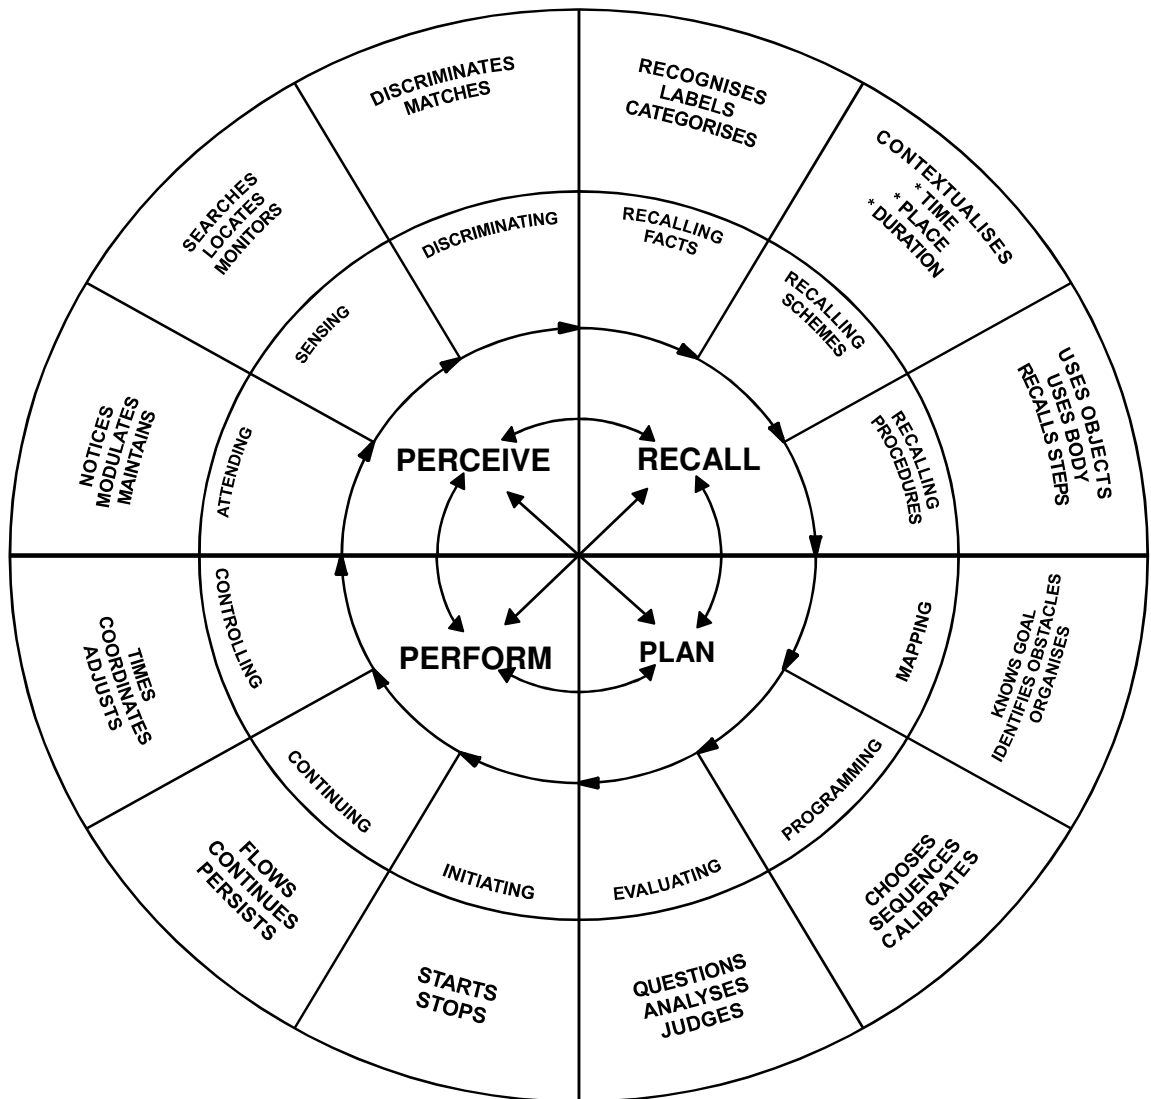 DISCRIMINATES
MATCHES
RECOGNISES
LABELS
CATEGORISES
CONTEXTUALISES
* TIME
* PLACE
* DURATION
USES OBJECTS
USES BODY
RECALLS STEPS
KNOWS GOAL
IDENTIFIES OBSTACLES
ORGANISES
CHOOSES
SEQUENCES
CALIBRATES
QUESTIONS
ANALYSES
JUDGES
STARTS
STOPS
FLOWS
CONTINUES
PERSISTS
TIMES
COORDINATES
ADJUSTS
NOTICES
MODULATES
MAINTAINS
SEARCHES
LOCATES
MONITORS
DISCRIMINATING
RECALLING
FACTS
RECALLING
SCHEMES
RECALLING
PROCEDURES
MAPPING
PROGRAMMING
EVALUATING
INITIATING
CONTINUING
CONTROLLING
ATTENDING
SENSING
PERCEIVE
RECALL
PERFORM
PLAN